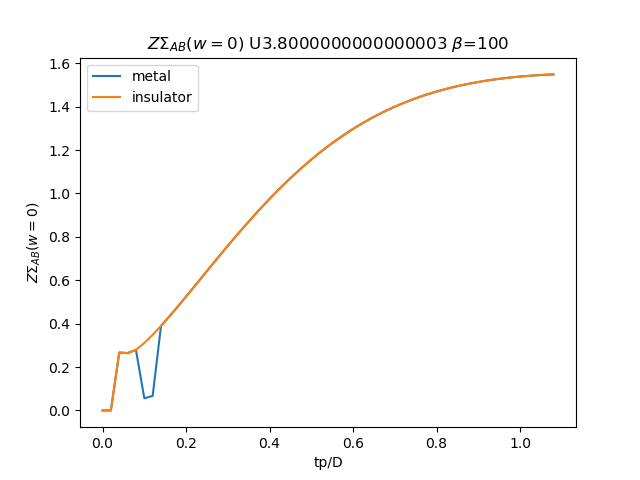 ZΣ_AB(w = 0) U3.8000000000000003 β=100
metal
insulator
1.6
1.4
1.2
1.0
0.8
0.6
0.4
0.2
0.0
ZΣ_AB(w = 0)
0.0 0.2 0.4 0.6 0.8 1.0
tp/D